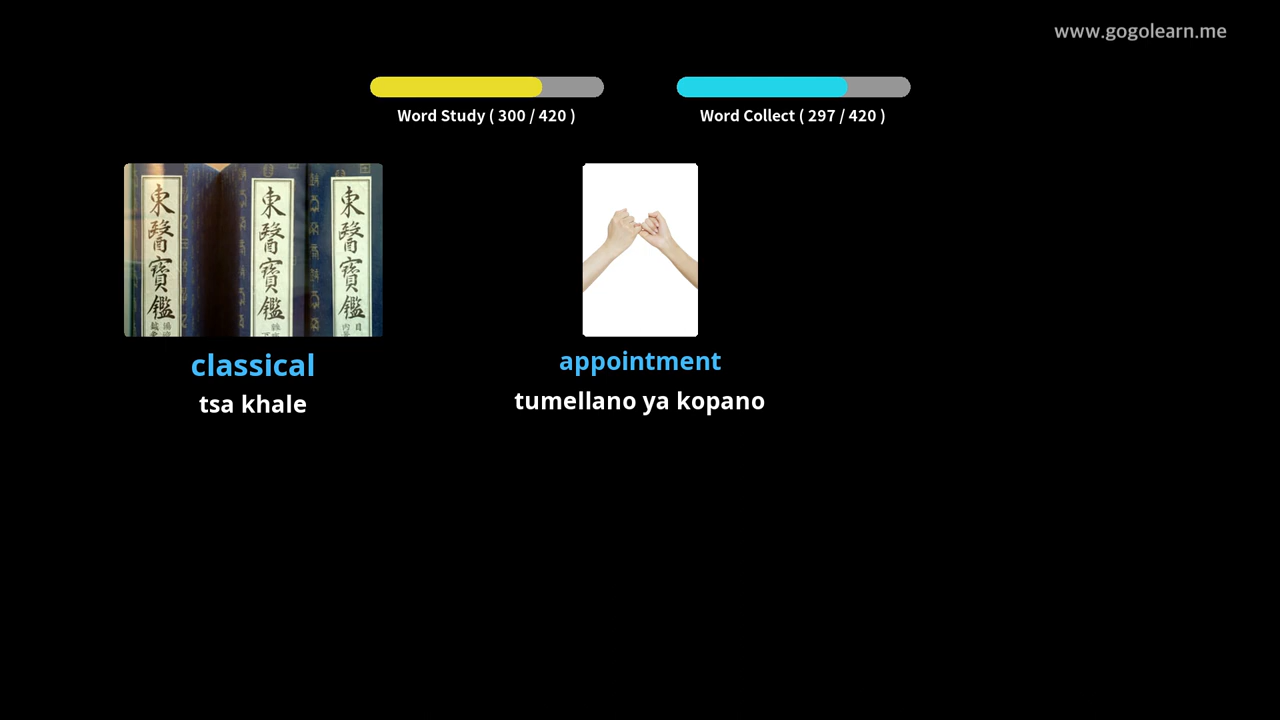 www.gogolearn.me
Word Study ( 300 / 420 )
Word Collect ( 297 / 420 )
東醫寶鑑
東醫寶鑑
東醫寶鑑
classical
tsa khale
appointment
tumellano ya kopano